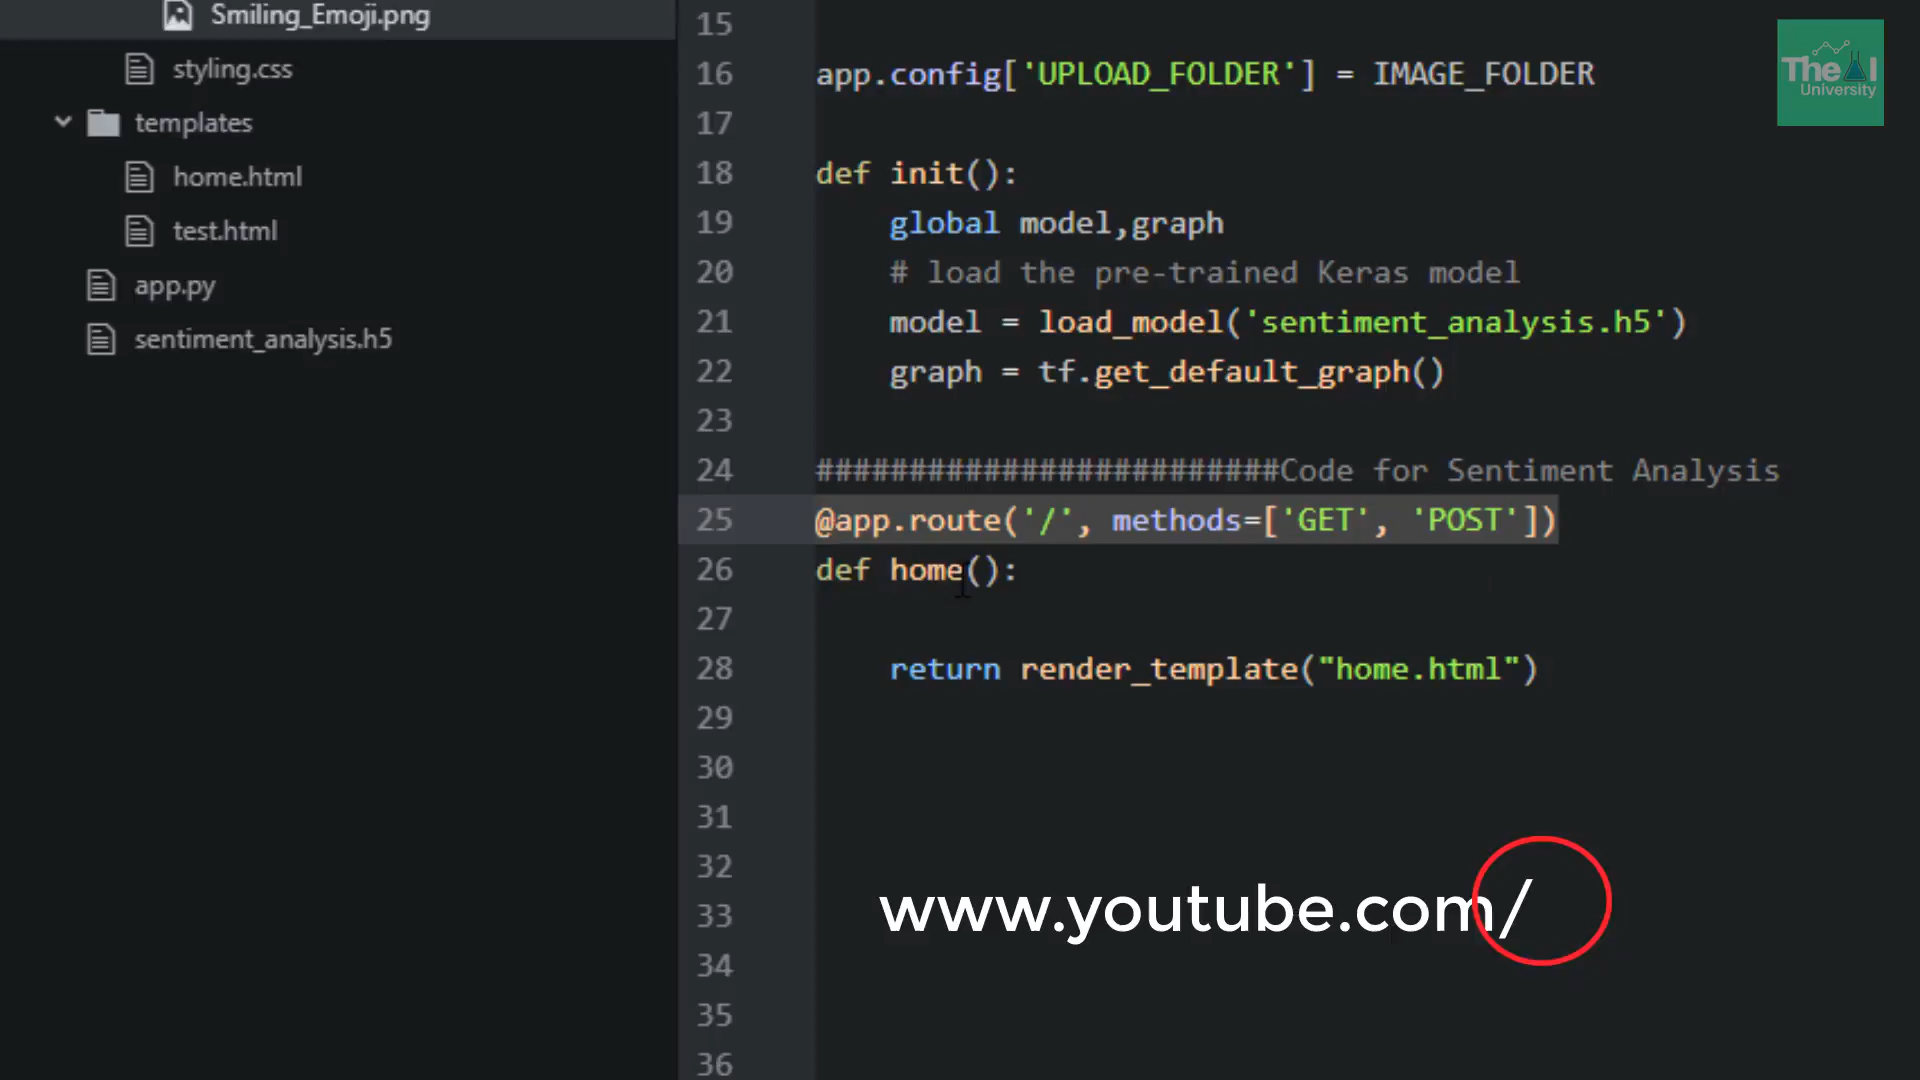 Smiling_Emoji.png
styling.css
templates
home.html
test.html
app.py
sentiment_analysis.h5
15
16 app.config['UPLOAD_FOLDER'] = IMAGE_FOLDER
17
18 def init():
19 global model,graph
20 # load the pre-trained Keras model
21 model = load_model('sentiment_analysis.h5')
22 graph = tf.get_default_graph()
23
24 #########################Code for Sentiment Analysis
25 @app.route('/', methods=['GET', 'POST'])
26 def home():
27
28 return render_template("home.html")
29
30
31
32
33
34
35
36
www.youtube.com/
The AI
University